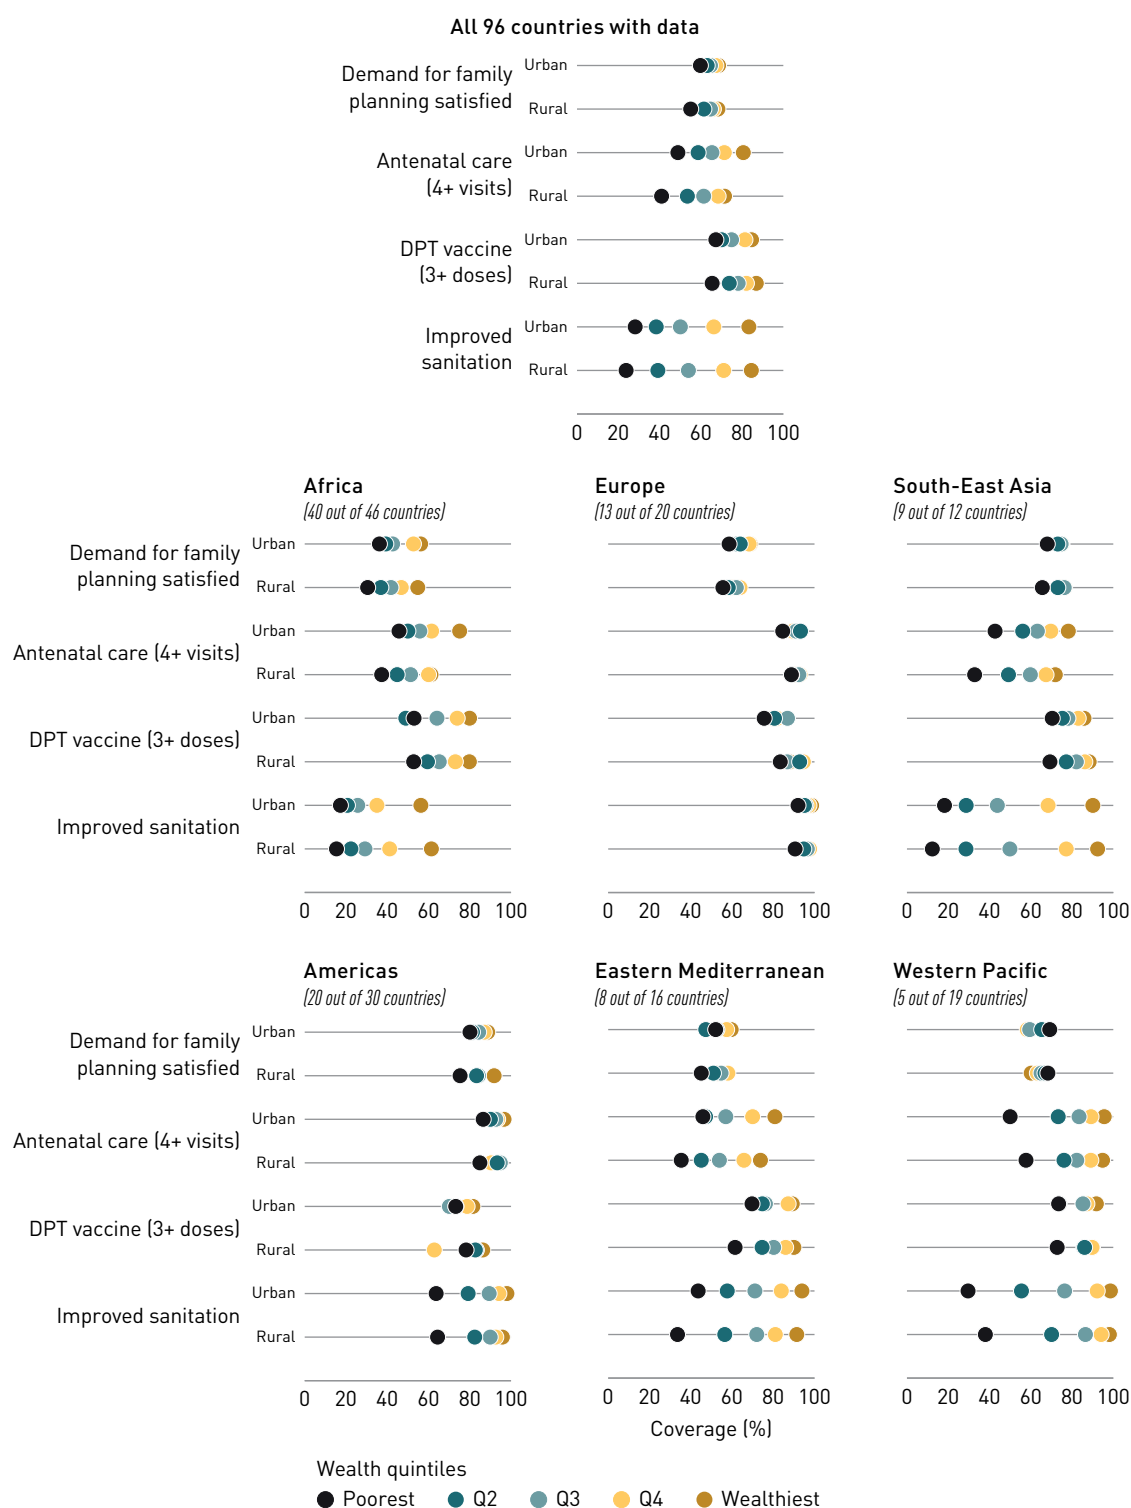 All 96 countries with data
Demand for family
planning satisfied
Urban
Rural
Antenatal care
(4+ visits)
Urban
Rural
DPT vaccine
(3+ doses)
Urban
Rural
Improved
sanitation
Urban
Rural
0 20 40 60 80 100
Africa
(40 out of 46 countries)
Europe
(13 out of 20 countries)
South-East Asia
(9 out of 12 countries)
Demand for family
planning satisfied
Urban
Rural
Antenatal care (4+ visits)
Urban
Rural
DPT vaccine (3+ doses)
Urban
Rural
Improved sanitation
Urban
Rural
0 20 40 60 80 100
0 20 40 60 80 100
0 20 40 60 80 100
Americas
(20 out of 30 countries)
Eastern Mediterranean
(8 out of 16 countries)
Western Pacific
(5 out of 19 countries)
Demand for family
planning satisfied
Urban
Rural
Antenatal care (4+ visits)
Urban
Rural
DPT vaccine (3+ doses)
Urban
Rural
Improved sanitation
Urban
Rural
0 20 40 60 80 100
0 20 40 60 80 100
0 20 40 60 80 100
Coverage (%)
Wealth quintiles
Poorest Q2 Q3 Q4 Wealthiest